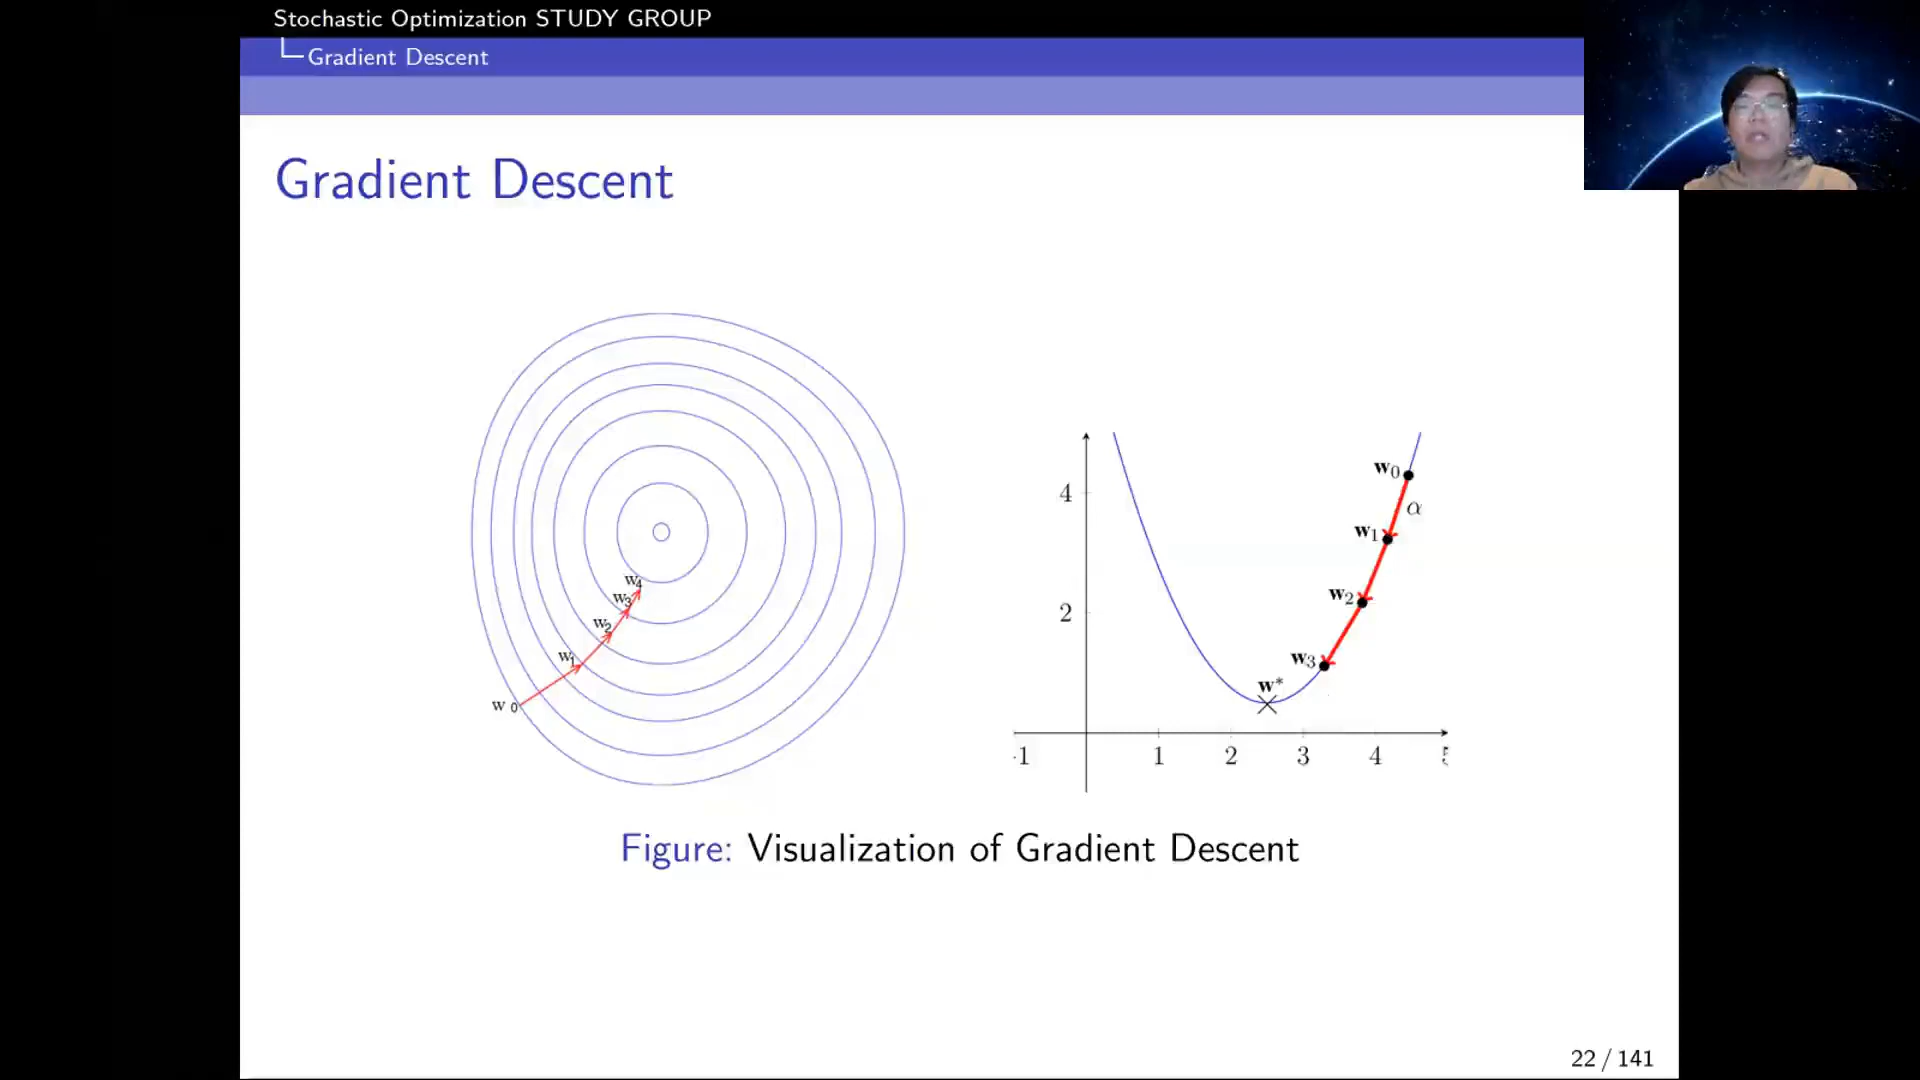 Stochastic Optimization STUDY GROUP
Gradient Descent
Gradient Descent
w4
w3
w2
w1
w 0
w0
α
w1
w2
w3
w*
4
2
-1 1 2 3 4 5
Figure: Visualization of Gradient Descent
22 / 141